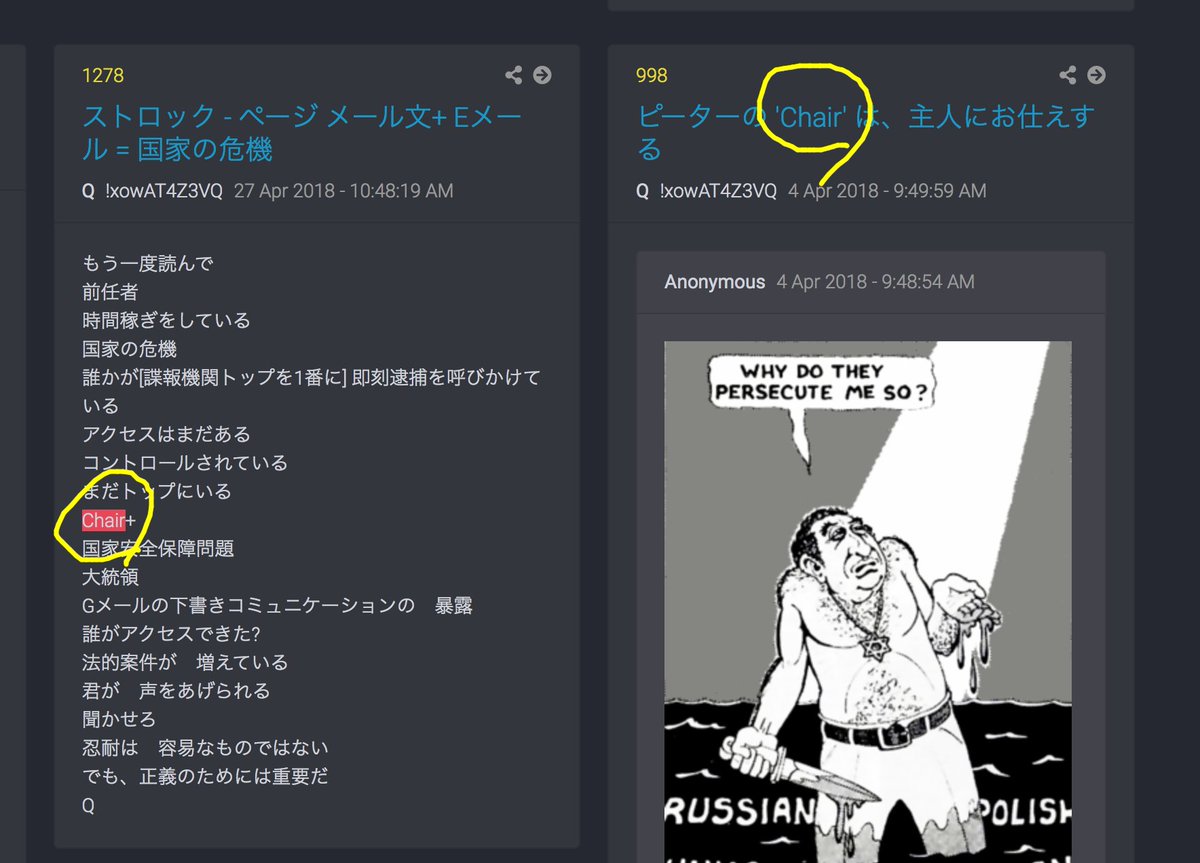 1278
ストロック - ページ メール文+ Eメー
ル = 国家の危機
Q !xowAT4Z3VQ 27 Apr 2018 - 10:48:19 AM
もう一度読んで
前任者
時間稼ぎをしている
国家の危機
誰かが[諜報機関トップを1番に] 即刻逮捕を呼びかけて
いる
アクセスはまだある
コントロールされている
まだトップにいる
Chair+
国家安全保障問題
大統領
Gメールの下書きコミュニケーションの 暴露
誰がアクセスできた?
法的案件が 増えている
君が 声をあげられる
聞かせろ
忍耐は 容易なものではない
でも、正義のためには重要だ
Q
998
ピーターの 'Chair' は、主人にお仕えす
る
Q !xowAT4Z3VQ 4 Apr 2018 - 9:49:59 AM
Anonymous 4 Apr 2018 - 9:48:54 AM
WHY DO THEY
PERSECUTE ME SO?
RUSSIAN POLISH